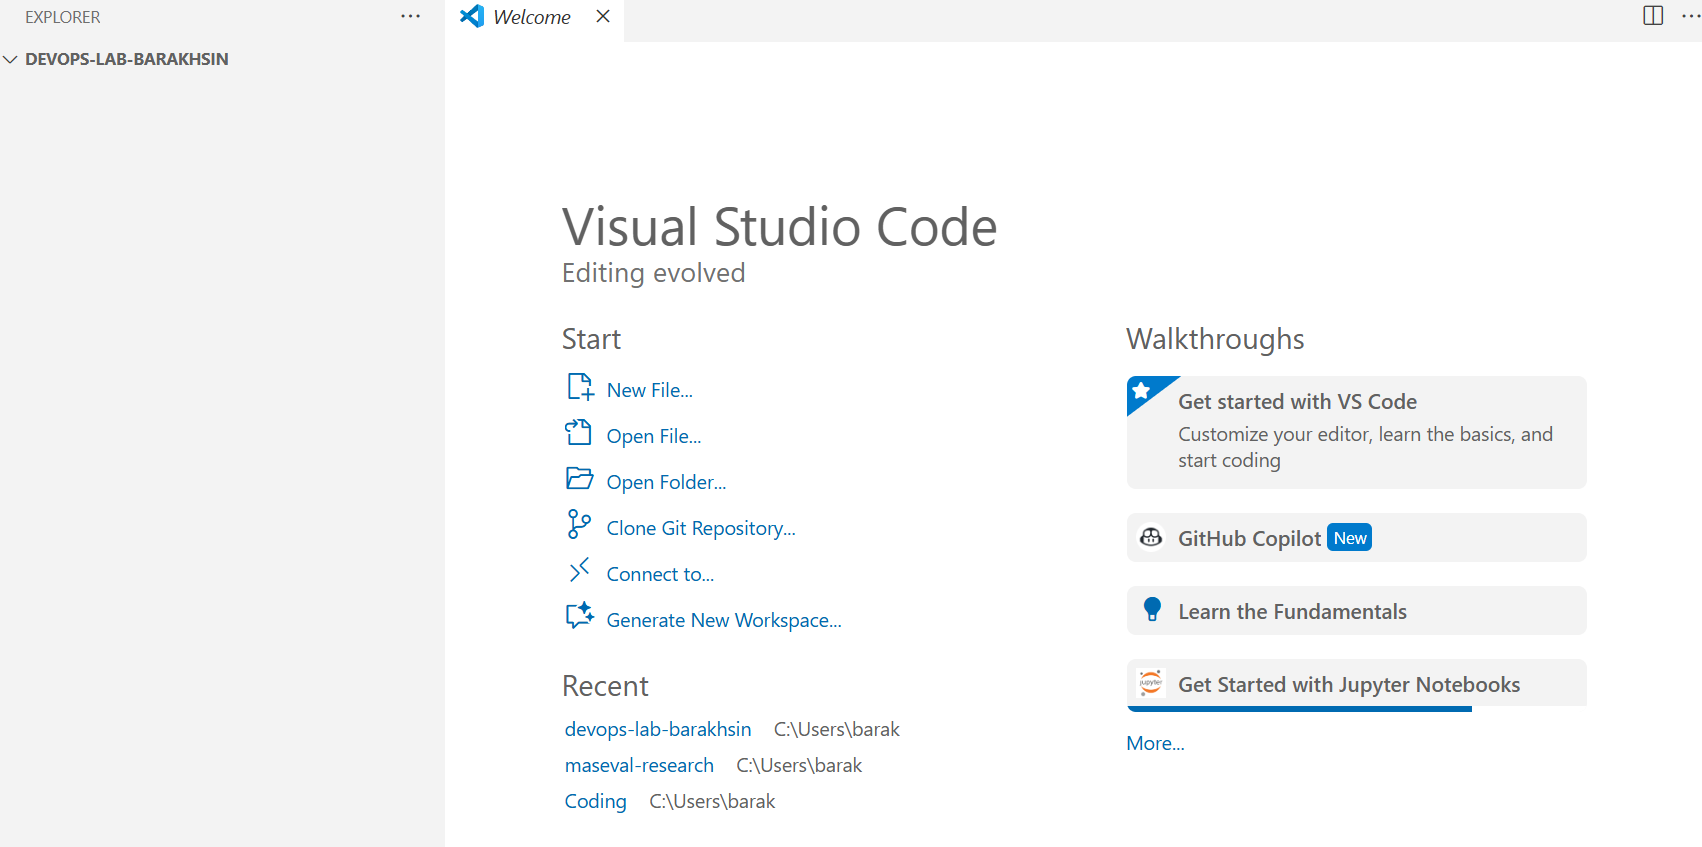 EXPLORER
DEVOPS-LAB-BARAKHSIN
Welcome
Visual Studio Code
Editing evolved
Start
New File...
Open File...
Open Folder...
Clone Git Repository...
Connect to...
Generate New Workspace...
Recent
devops-lab-barakhsin C:\Users\barak
maseval-research C:\Users\barak
Coding C:\Users\barak
Walkthroughs
Get started with VS Code
Customize your editor, learn the basics, and
start coding
GitHub Copilot New
Learn the Fundamentals
jupyter
Get Started with Jupyter Notebooks
More...